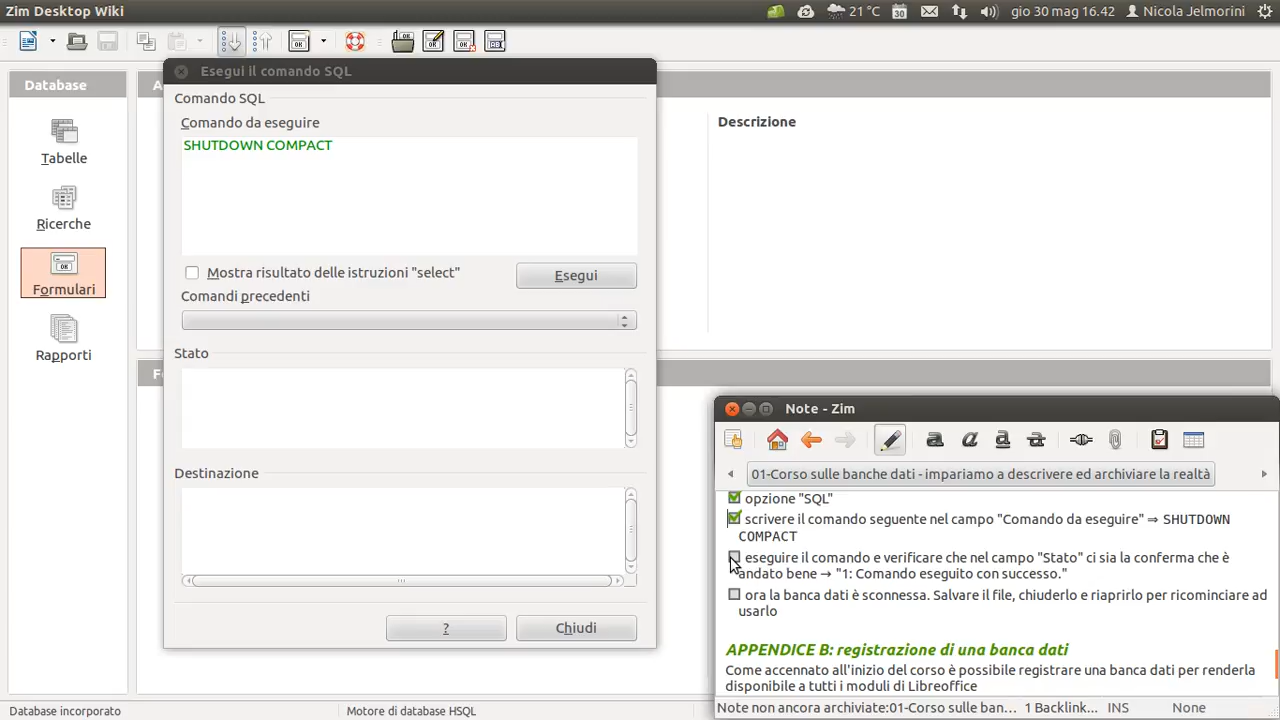 Zim Desktop Wiki
21 °C
30
gio 30 mag 16.42
Nicola Jelmorini
Database
A
Tabelle
Ricerche
Formulari
Rapporti
Esegui il comando SQL
Comando SQL
Comando da eseguire
SHUTDOWN COMPACT
Mostra risultato delle istruzioni "select"
Esegui
Comandi precedenti
Stato
Destinazione
?
Chiudi
Descrizione
F
Note - Zim
01-Corso sulle banche dati - impariamo a descrivere ed archiviare la realtà
opzione "SQL"
scrivere il comando seguente nel campo "Comando da eseguire" ⇒ SHUTDOWN
COMPACT
eseguire il comando e verificare che nel campo "Stato" ci sia la conferma che è
andato bene → "1: Comando eseguito con successo."
ora la banca dati è sconnessa. Salvare il file, chiuderlo e riaprirlo per ricominciare ad
usarlo
APPENDICE B: registrazione di una banca dati
Come accennato all'inizio del corso è possibile registrare una banca dati per renderla
disponibile a tutti i moduli di Libreoffice
Note non ancora archiviate:01-Corso sulle ban... 1 Backlink... INS None
Database incorporato
Motore di database HSQL